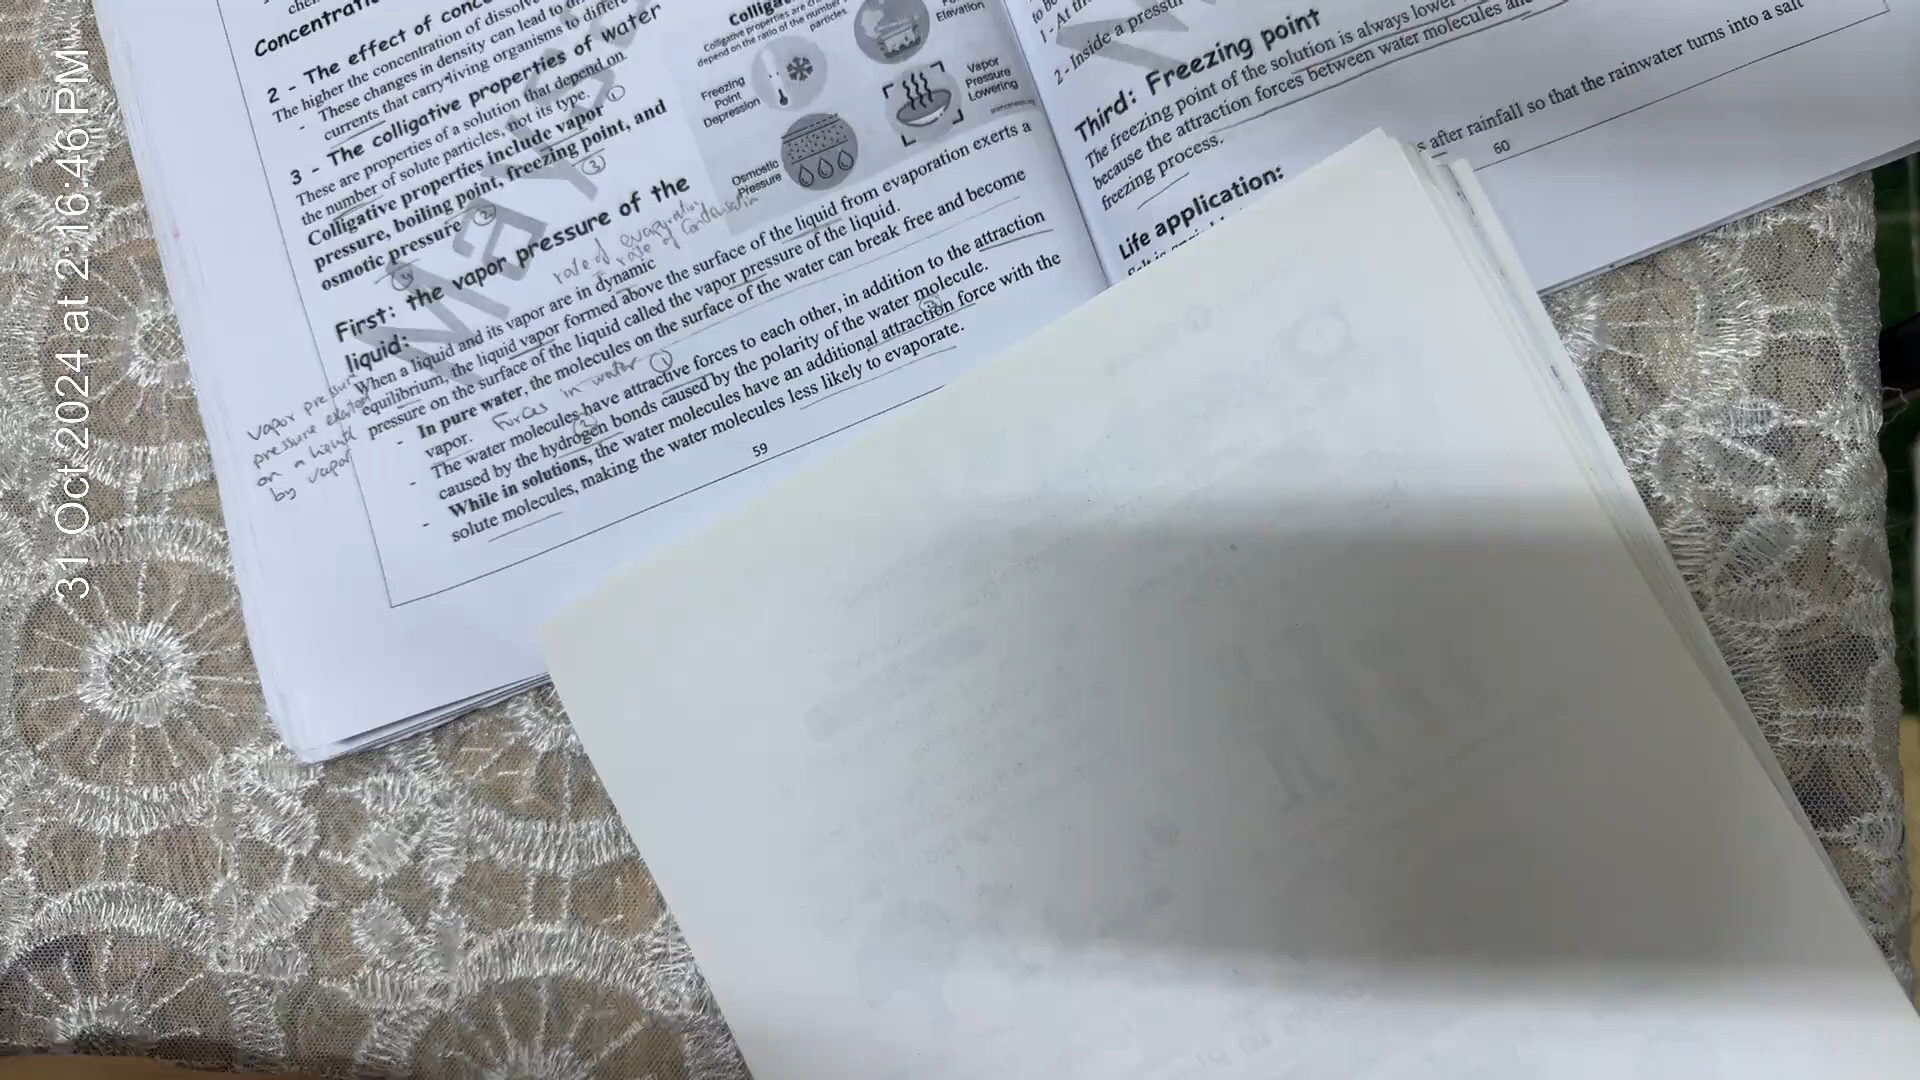 31 Oct 2024 at 2:16:46 PM
Concentratio
2 - The effect of conce
The higher the concentration of dissolv
- These changes in density can lead to
currents that carry living organisms to differe
3 - The colligative properties of water
These are properties of a solution that depend on
the number of solute particles, not its type.
Colligative properties include vapor ①
pressure, boiling point, freezing point, and
osmotic pressure ② ③
Colligative properties are
depend on the ratio of the number
particles.
Elevation
Freezing
Point
Depression
Vapor
Pressure
Lowering
Osmotic
Pressure
First: the vapor pressure of the
liquid:
rate of evaporation
= rate of condensation
When a liquid and its vapor are in dynamic
equilibrium, the liquid vapor formed above the surface of the liquid from evaporation exerts a
pressure on the surface of the liquid called the vapor pressure of the liquid.
- In pure water, the molecules on the surface of the water can break free and become
vapor. Forces in water ①
- The water molecules have attractive forces to each other, in addition to the attraction
caused by the hydrogen bonds caused by the polarity of the water molecule.
②
- While in solutions, the water molecules have an additional attraction force with the
③
solute molecules, making the water molecules less likely to evaporate.
vapor pressure
pressure exerted
on a liquid
by vapor
59
1 - At
2 - Inside a pressur
Third: Freezing point
The freezing point of the solution is always lower
because the attraction forces between water molecules and
freezing process.
Life application:
after rainfall so that the rainwater turns into a salt
60